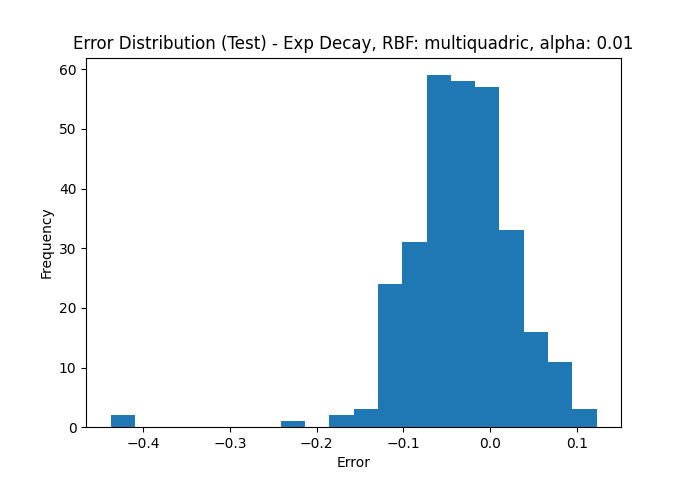 Error Distribution (Test) - Exp Decay, RBF: multiquadric, alpha: 0.01
60
50
40
30
20
10
0
Frequency
−0.4 −0.3 −0.2 −0.1 0.0 0.1
Error